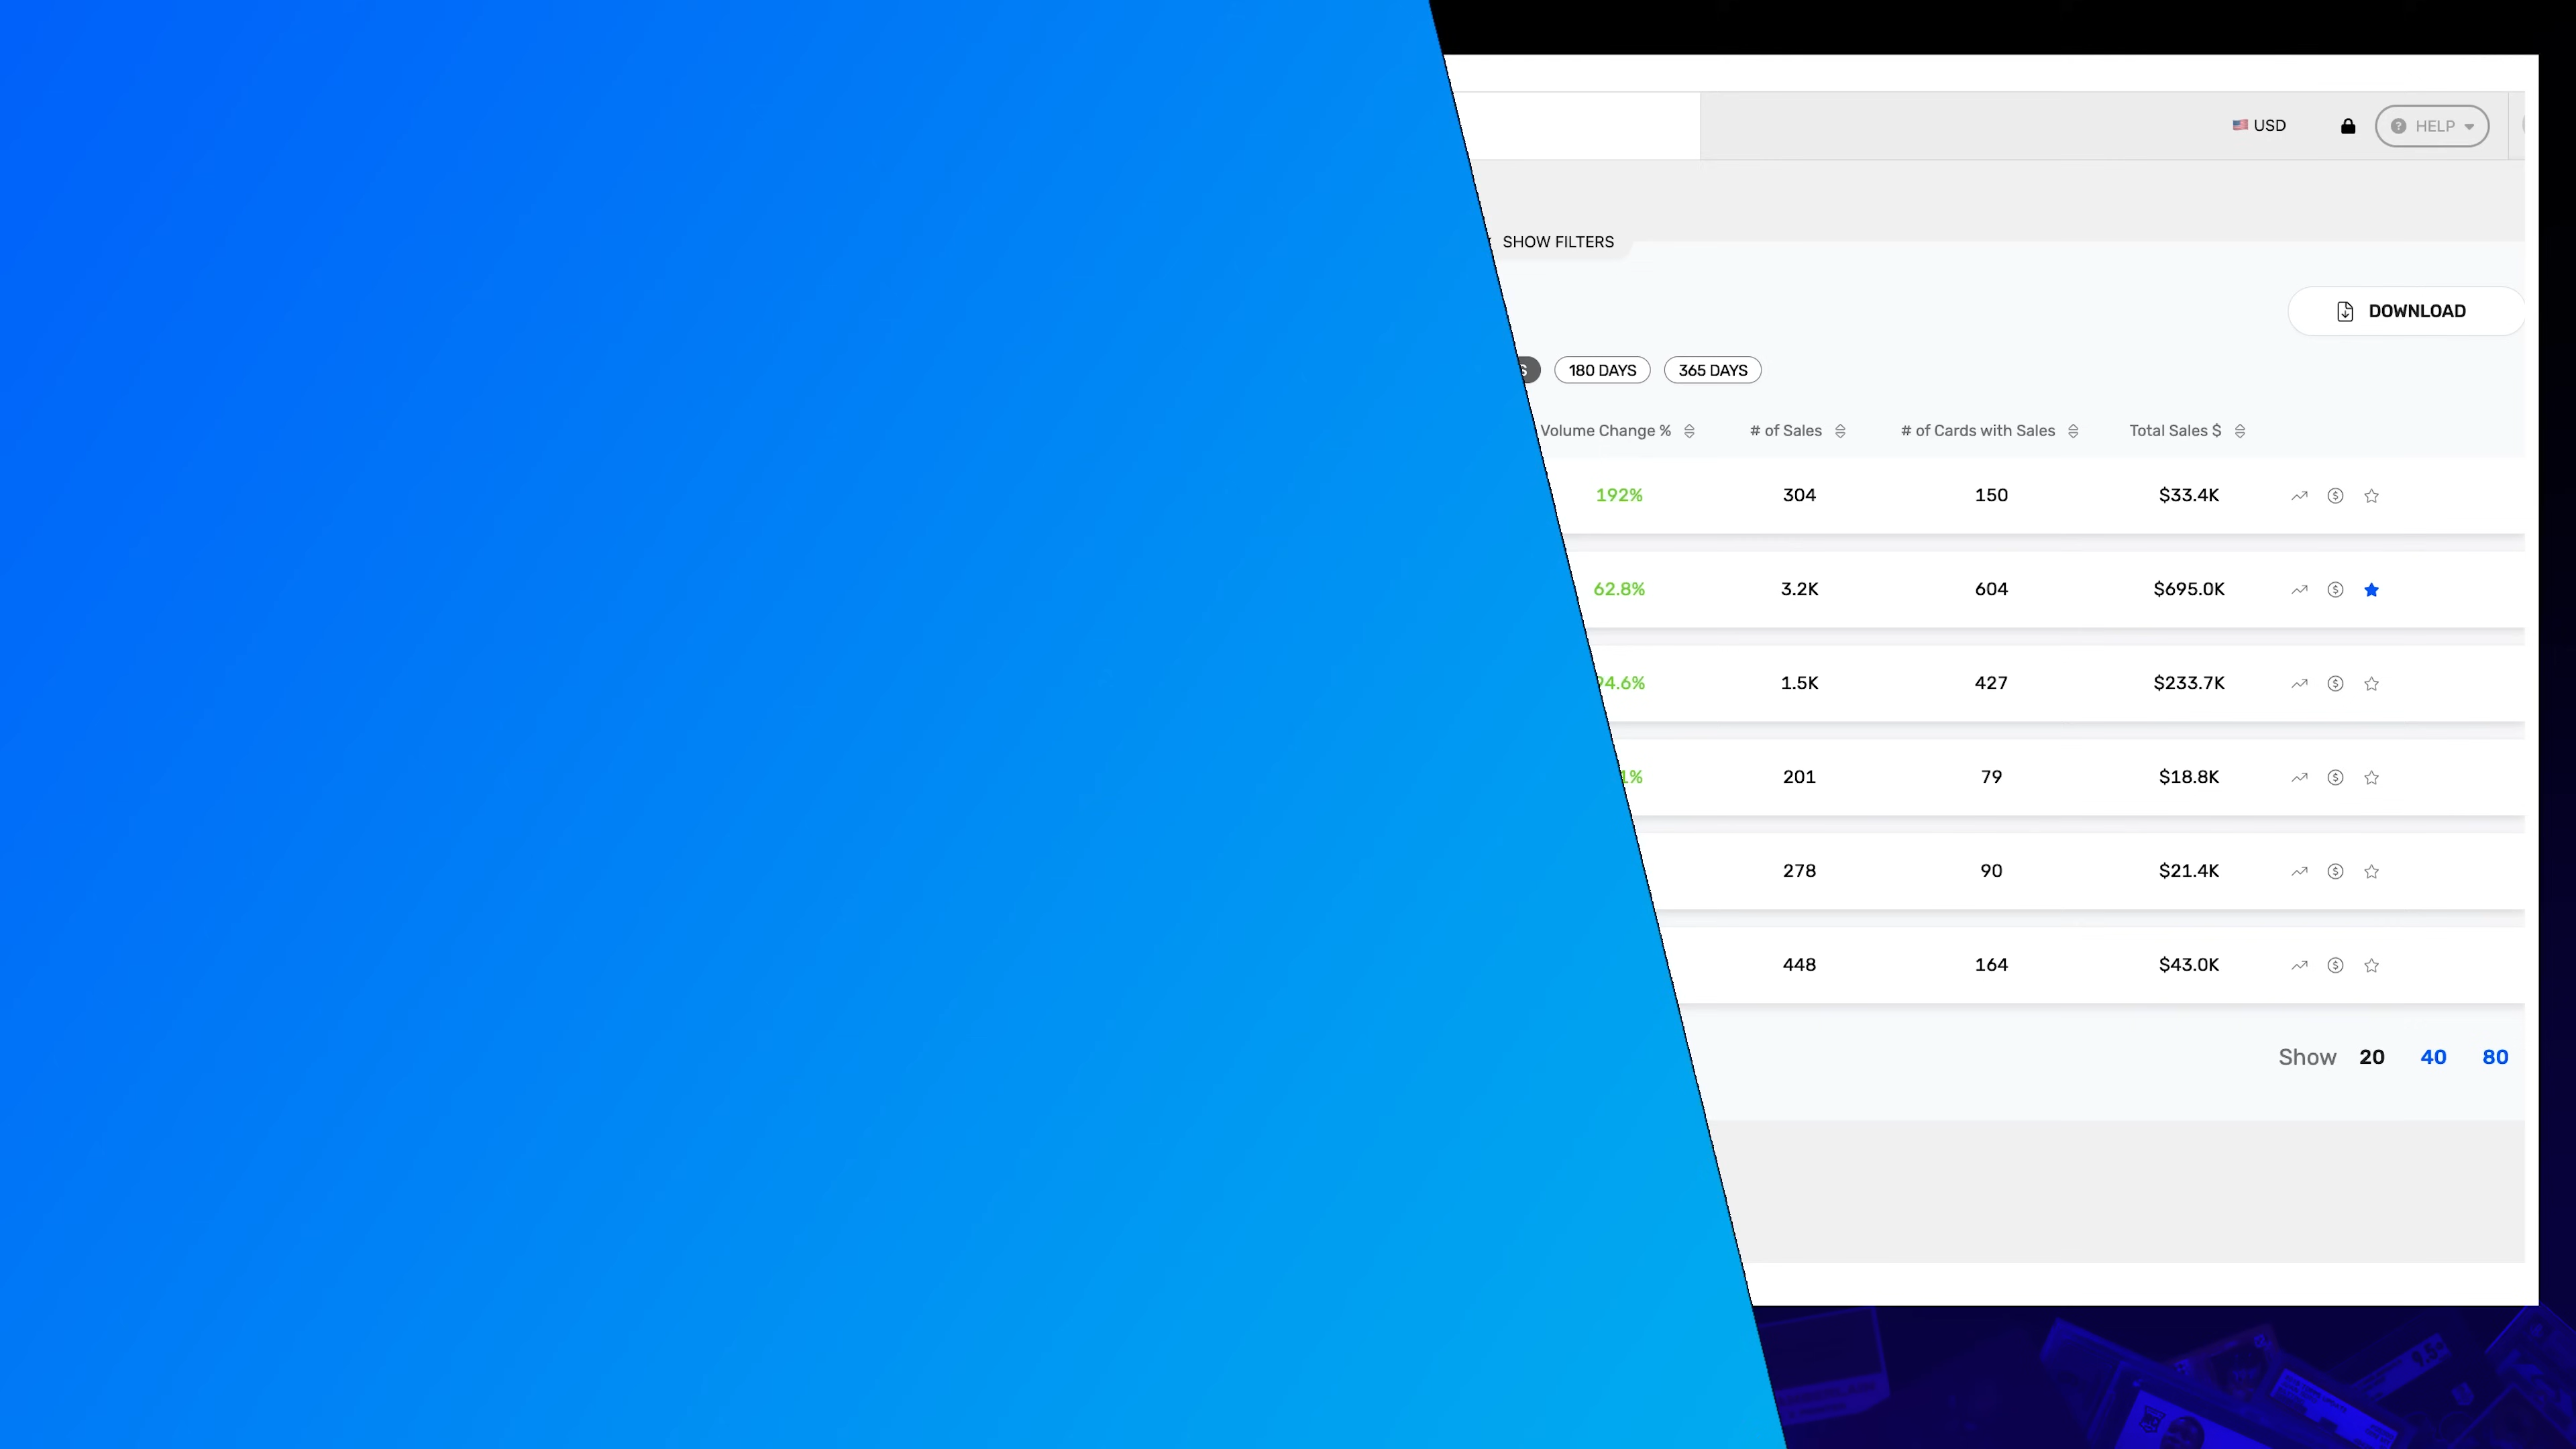 USD HELP
SHOW FILTERS
DOWNLOAD
180 DAYS 365 DAYS
Volume Change % # of Sales # of Cards with Sales Total Sales $
192% 304 150 $33.4K
62.8% 3.2K 604 $695.0K
1.5K 427 $233.7K
201 79 $18.8K
278 90 $21.4K
448 164 $43.0K
Show 20 40 80